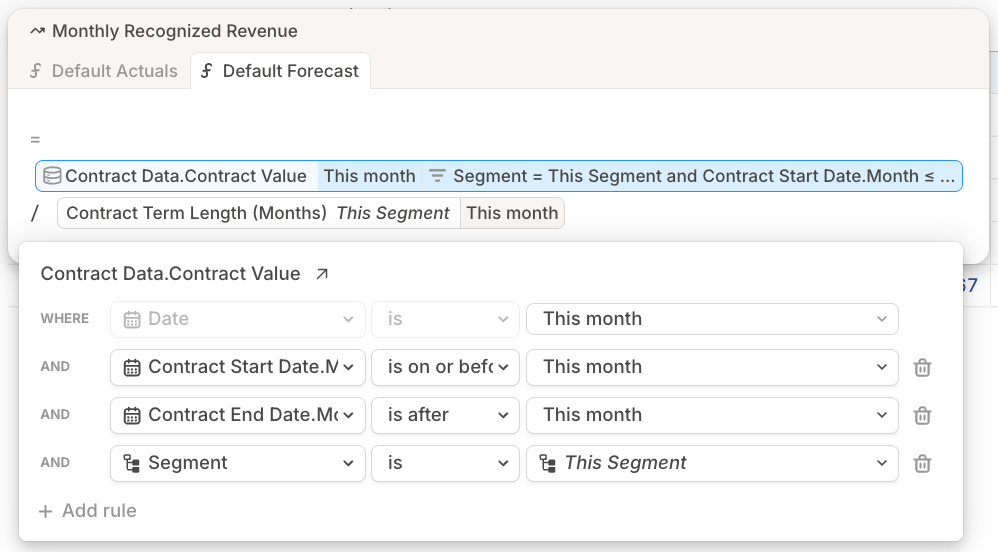 Monthly Recognized Revenue
Default Actuals Default Forecast
=
Contract Data.Contract Value This month Segment = This Segment and Contract Start Date.Month ≤ ...
/ Contract Term Length (Months) This Segment This month
Contract Data.Contract Value
67
WHERE Date is This month
AND Contract Start Date.M is on or befo This month
AND Contract End Date.Mo is after This month
AND Segment is This Segment
+ Add rule